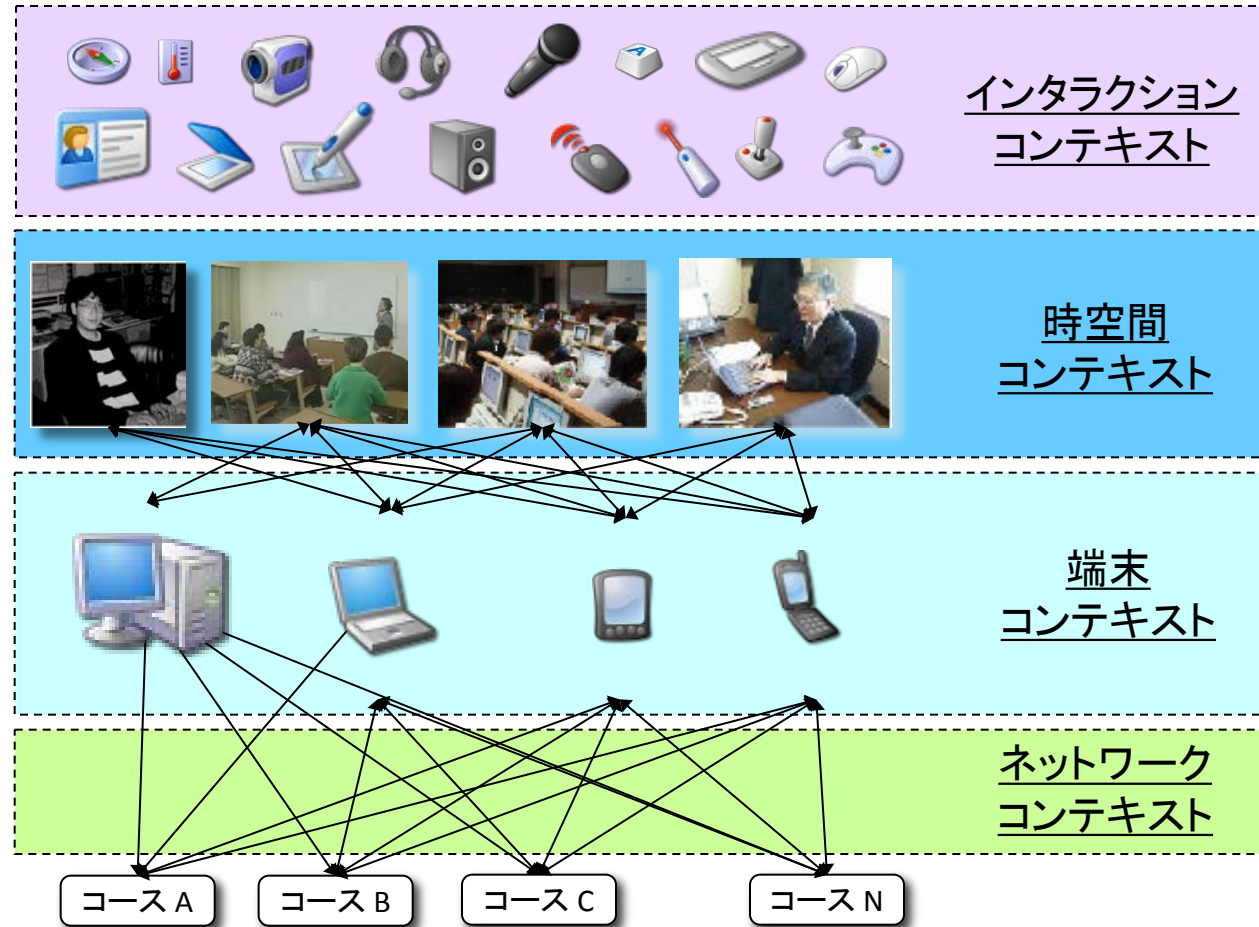 A
インタラクション
コンテキスト
時空間
コンテキスト
端末
コンテキスト
ネットワーク
コンテキスト
コース A
コース B
コース C
コース N